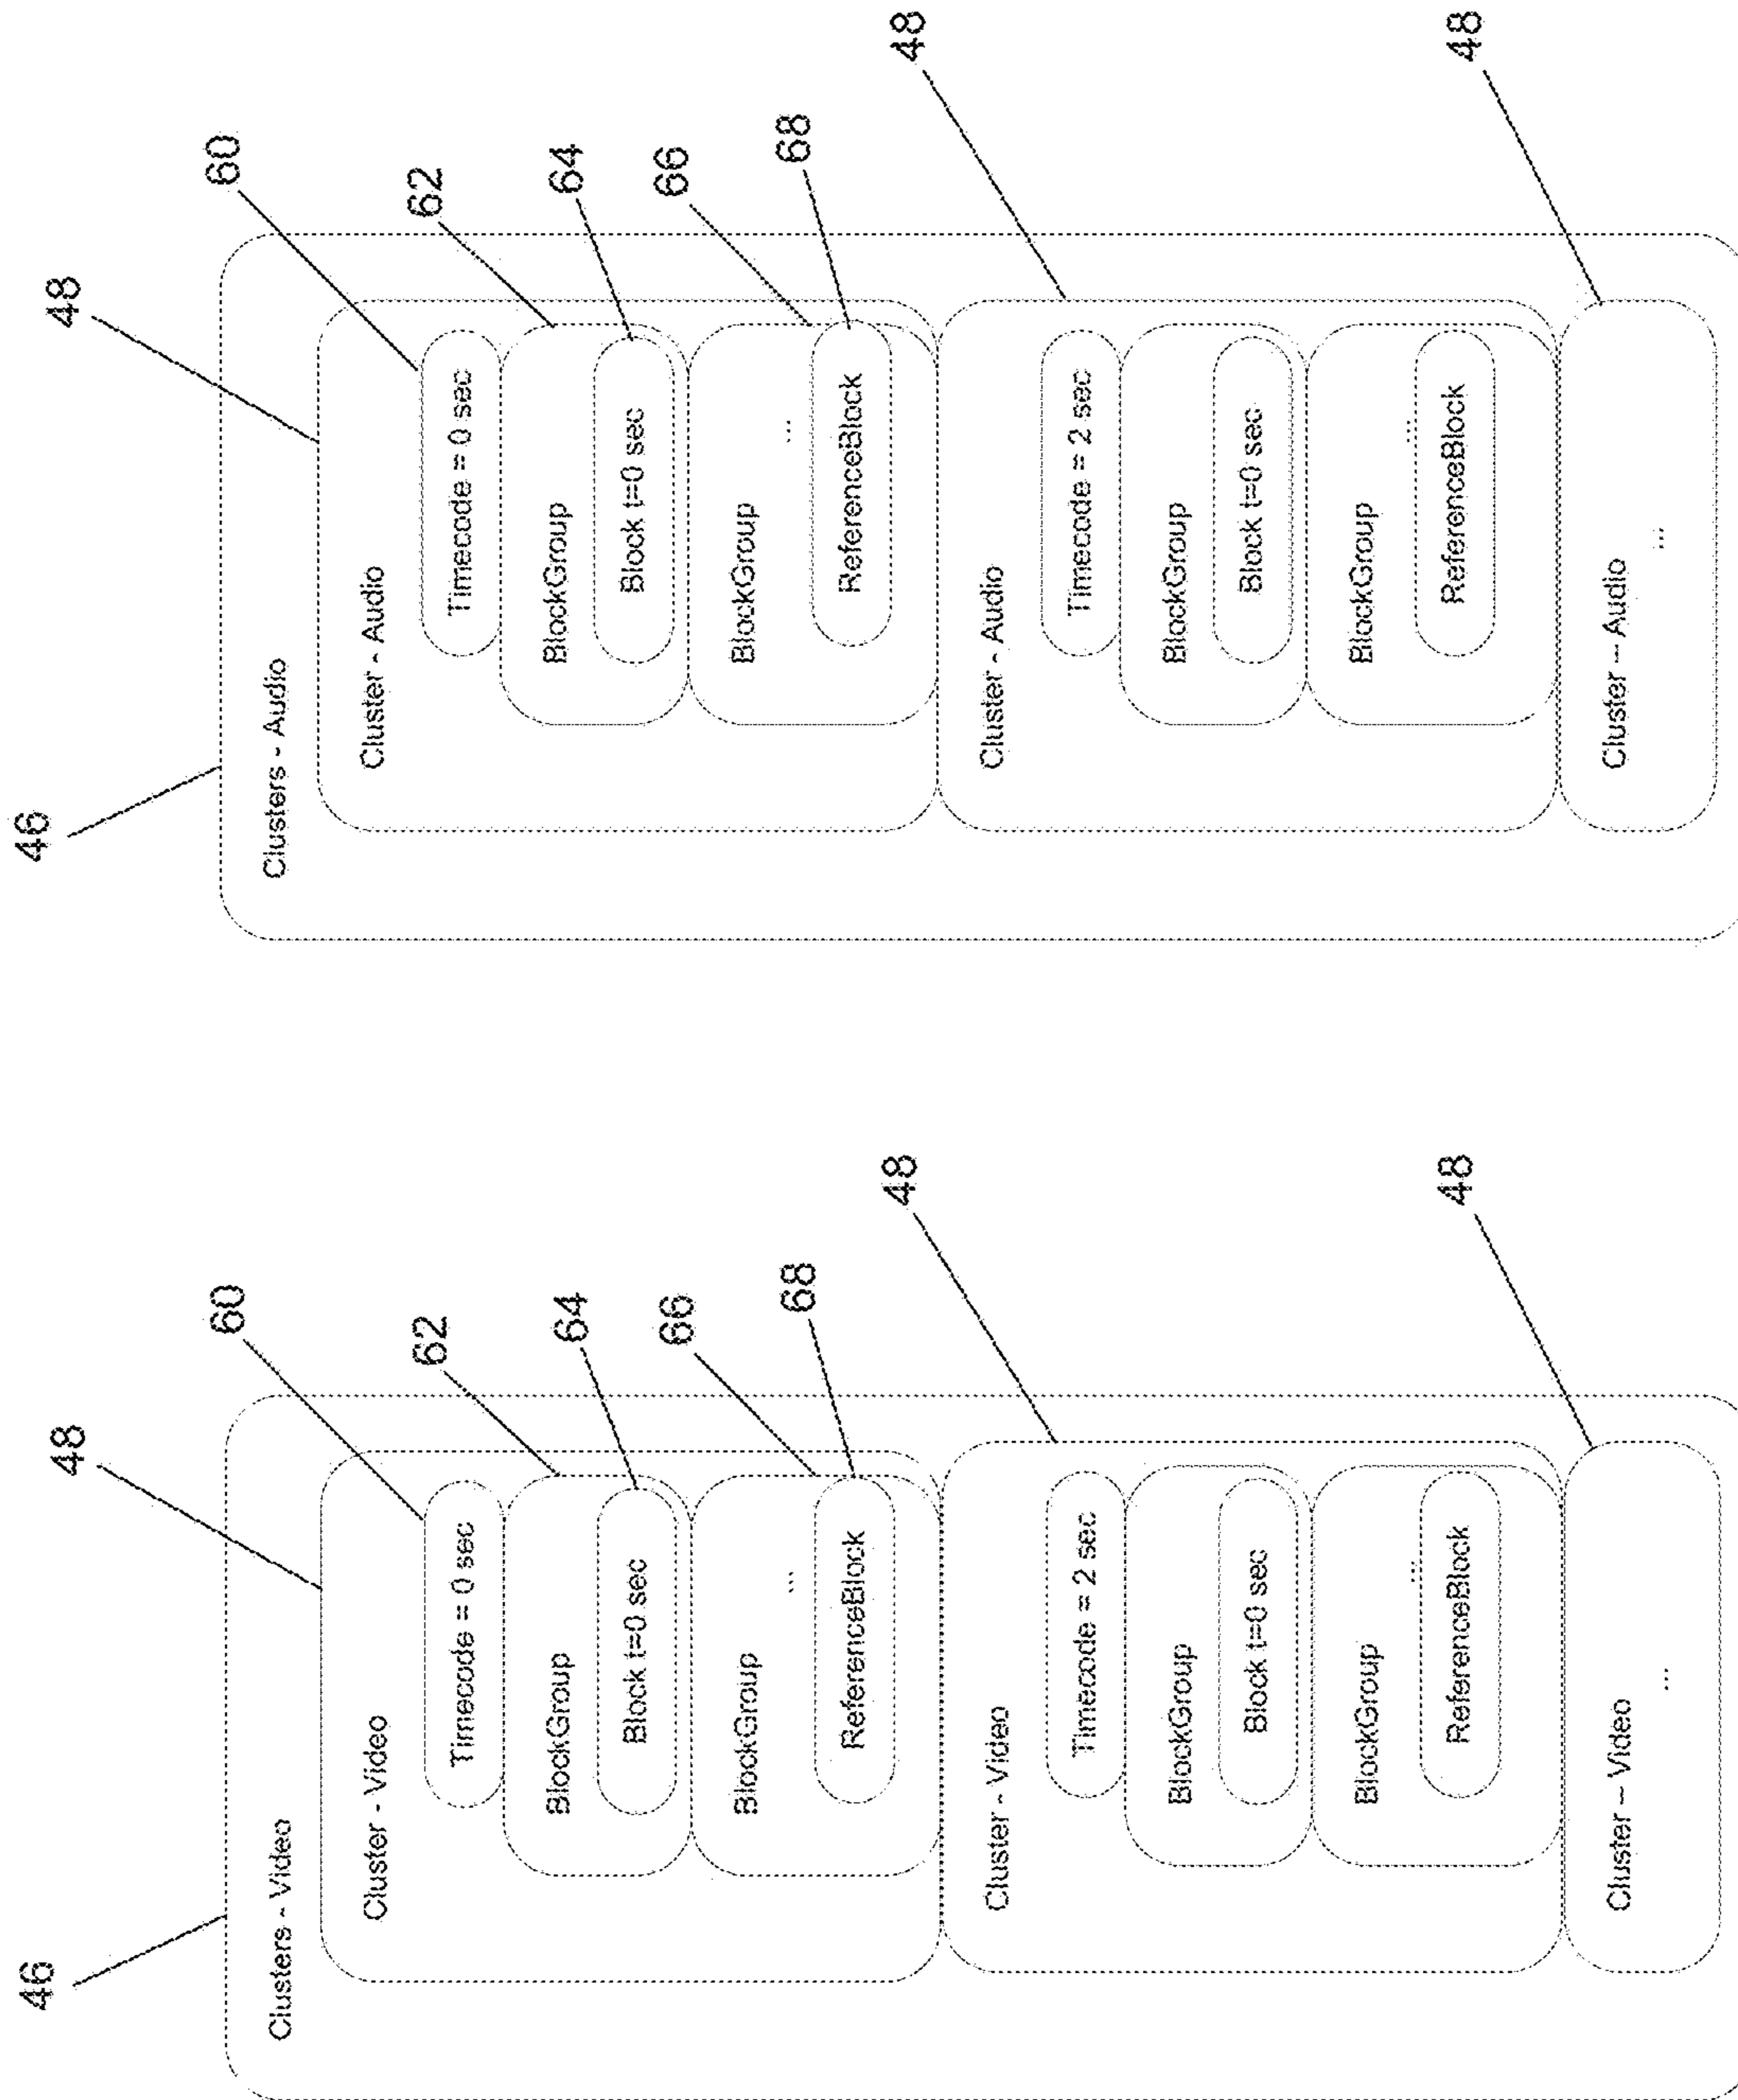 46
Clusters - Video
48
Cluster - Video
60
Timecode = 0 sec
62
BlockGroup
64
Block t=0 sec
66
BlockGroup
...
68
ReferenceBlock
48
Cluster - Video
Timecode = 2 sec
BlockGroup
Block t=0 sec
BlockGroup
...
ReferenceBlock
48
Cluster – Video
...
46
Clusters - Audio
48
Cluster - Audio
60
Timecode = 0 sec
62
BlockGroup
64
Block t=0 sec
66
BlockGroup
...
68
ReferenceBlock
48
Cluster - Audio
Timecode = 2 sec
BlockGroup
Block t=0 sec
BlockGroup
...
ReferenceBlock
48
Cluster – Audio
...